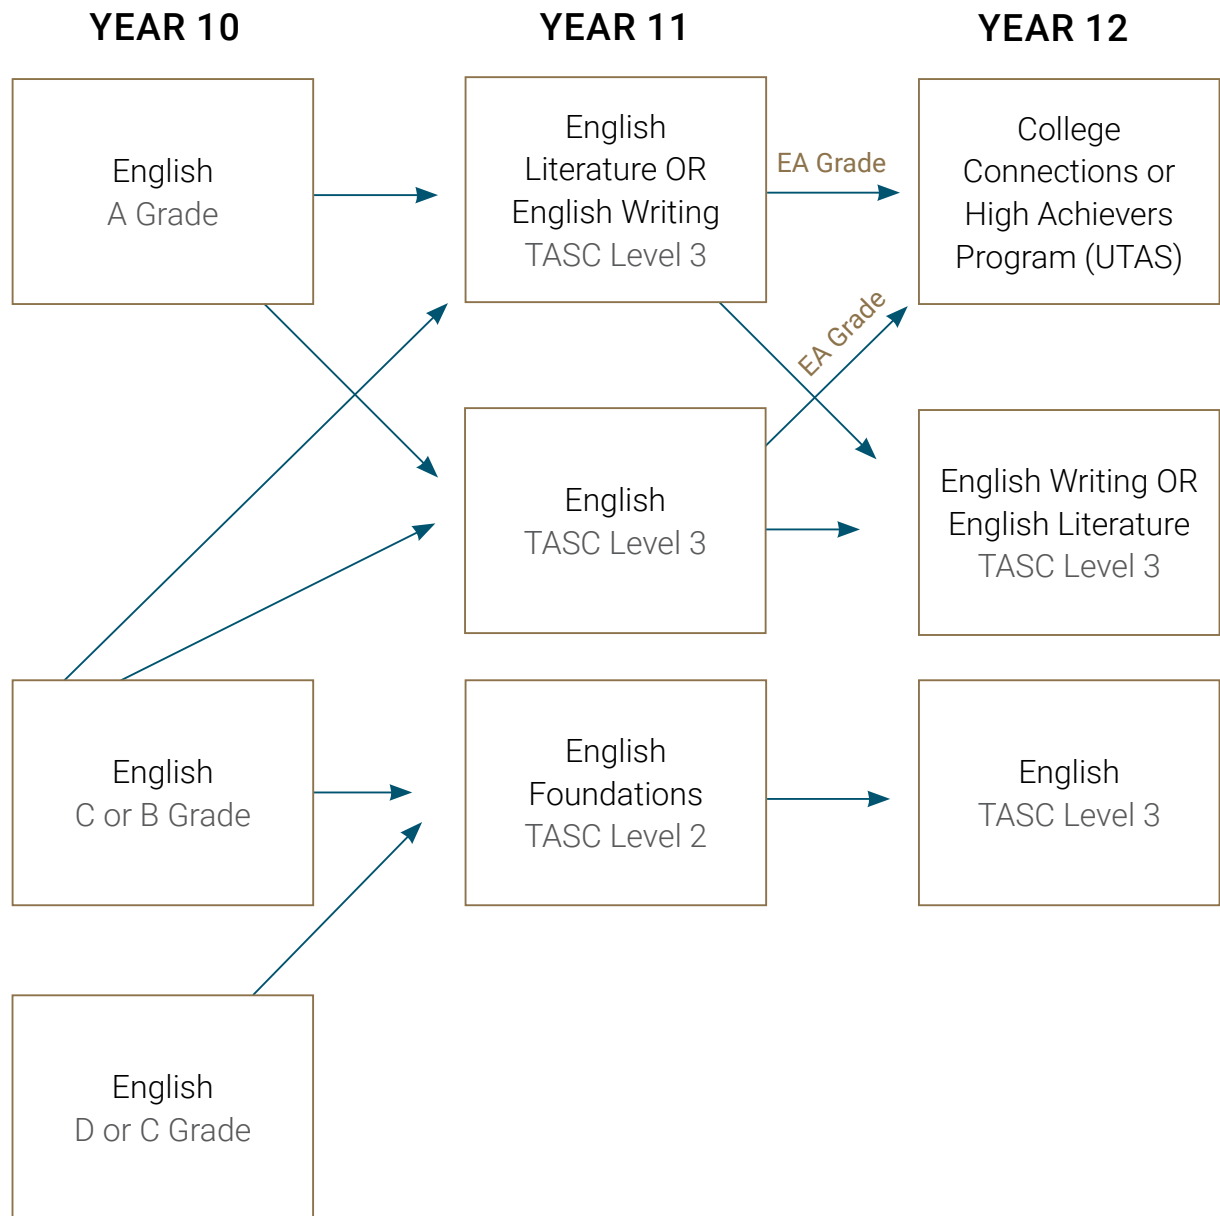 YEAR 10
YEAR 11
YEAR 12
English
A Grade
English
Literature OR
English Writing
TASC Level 3
EA Grade
College
Connections or
High Achievers
Program (UTAS)
EA Grade
English
TASC Level 3
English Writing OR
English Literature
TASC Level 3
English
C or B Grade
English
Foundations
TASC Level 2
English
TASC Level 3
English
D or C Grade